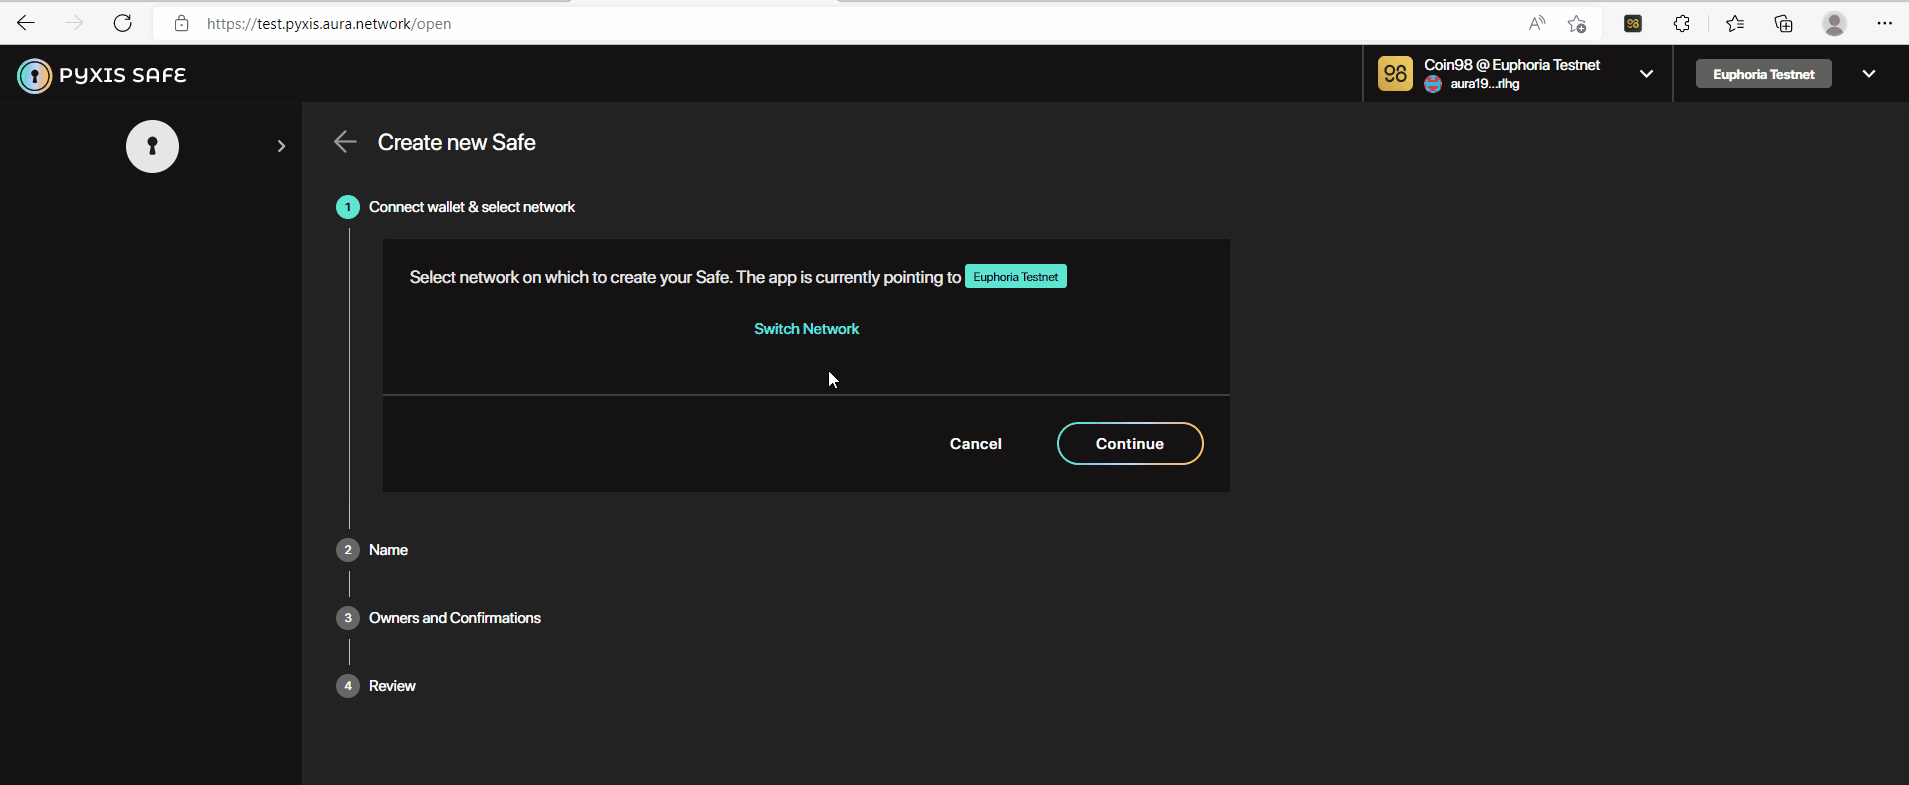 https://test.pyxis.aura.network/open
PYXIS SAFE
98
Coin98 @ Euphoria Testnet
aura19...rlhg
Euphoria Testnet
Create new Safe
1 Connect wallet & select network
Select network on which to create your Safe. The app is currently pointing to Euphoria Testnet
Switch Network
Cancel Continue
2 Name
3 Owners and Confirmations
4 Review